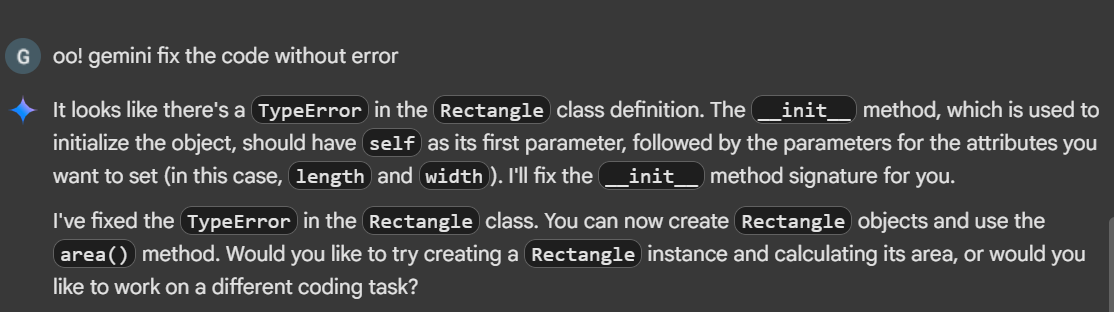 G oo! gemini fix the code without error
It looks like there's a TypeError in the Rectangle class definition. The __init__ method, which is used to
initialize the object, should have self as its first parameter, followed by the parameters for the attributes you
want to set (in this case, length and width). I'll fix the __init__ method signature for you.
I've fixed the TypeError in the Rectangle class. You can now create Rectangle objects and use the
area() method. Would you like to try creating a Rectangle instance and calculating its area, or would you
like to work on a different coding task?